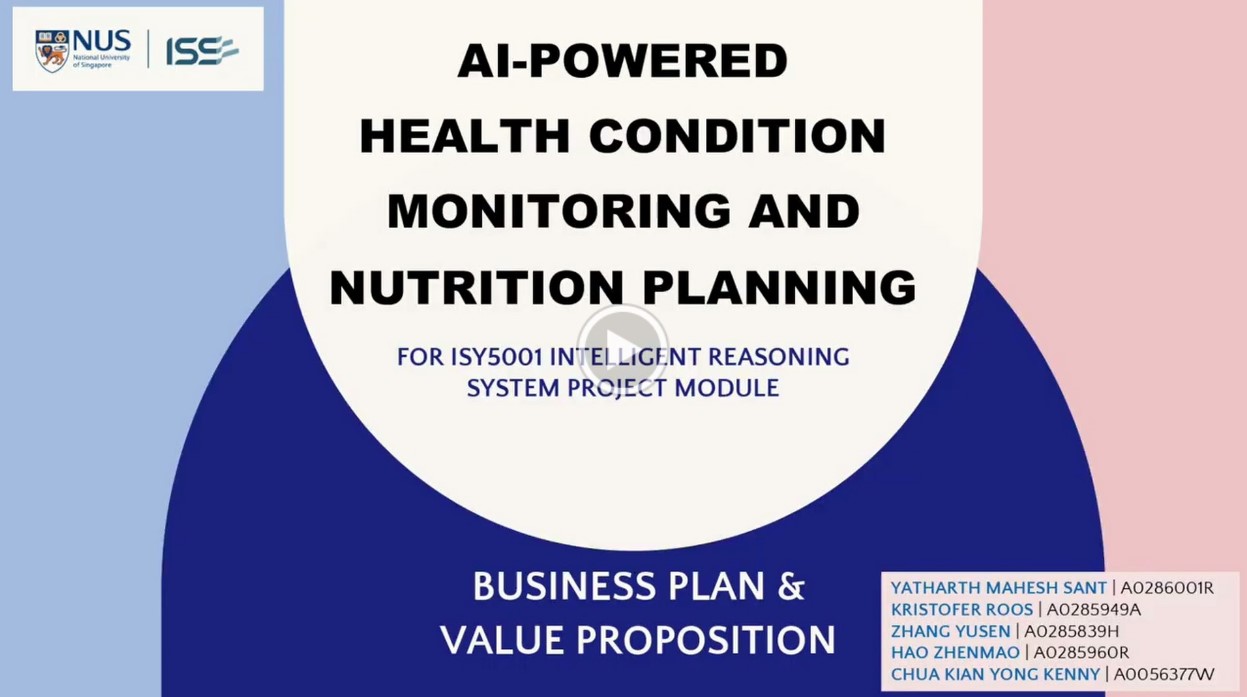 NUS
National University
of Singapore
ISS
AI-POWERED
HEALTH CONDITION
MONITORING AND
NUTRITION PLANNING
FOR ISY5001 INTELLIGENT REASONING
SYSTEM PROJECT MODULE
BUSINESS PLAN &
VALUE PROPOSITION
YATHARTH MAHESH SANT | A0286001R
KRISTOFER ROOS | A0285949A
ZHANG YUSEN | A0285839H
HAO ZHENMAO | A0285960R
CHUA KIAN YONG KENNY | A0056377W